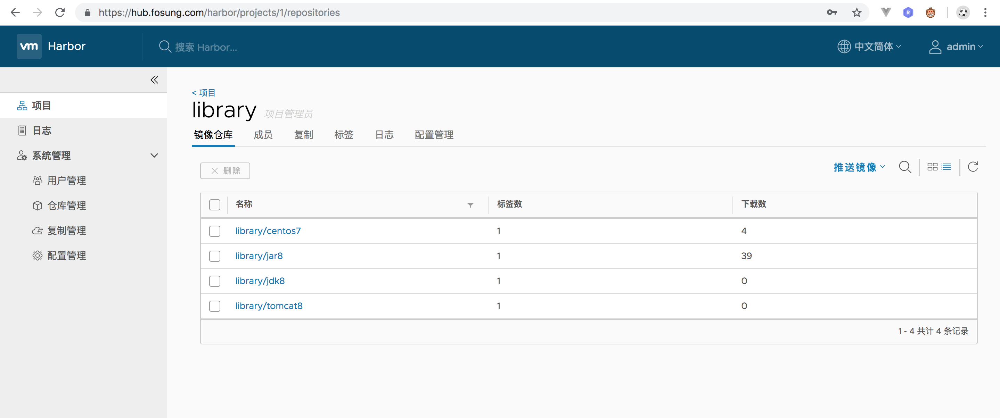 https://hub.fosung.com/harbor/projects/1/repositories
R
vm Harbor
搜索 Harbor...
中文简体
admin
项目
日志
系统管理
用户管理
仓库管理
复制管理
配置管理
< 项目
library 项目管理员
镜像仓库 成员 复制 标签 日志 配置管理
删除
推送镜像
名称 标签数 下载数
library/centos7 1 4
library/jar8 1 39
library/jdk8 1 0
library/tomcat8 1 0
1 - 4 共计 4 条记录